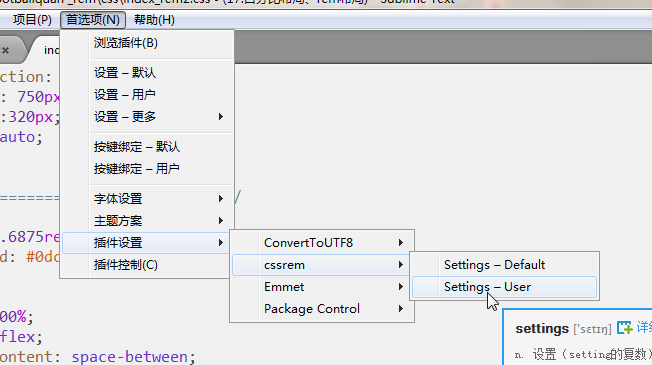 项目(P) 首选项(N) 帮助(H)
浏览插件(B)
设置 – 默认
设置 – 用户
设置 – 更多
按键绑定 – 默认
按键绑定 – 用户
字体设置
主题方案
插件设置
插件控制(C)
ConvertToUTF8
cssrem
Emmet
Package Control
Settings – Default
Settings – User
settings ['sɛtɪŋ] 详细
n. 设置（setting的复数）
ction:
: 750px
:320px;
auto;
/
.6875re
d: #0dc
00%;
flex;
ontent: space-between;